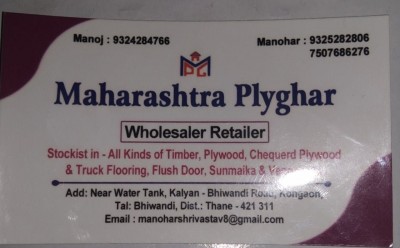 Manoj : 9324284766
Manohar : 9325282806
7507686276
MPG
Maharashtra Plyghar
Wholesaler Retailer
Stockist in - All Kinds of Timber, Plywood, Chequerd Plywood
& Truck Flooring, Flush Door, Sunmaika &
Add: Near Water Tank, Kalyan - Bhiwandi Road, Kongaon,
Tal: Bhiwandi, Dist.: Thane - 421 311
Email : manoharshrivastav8@gmail.com